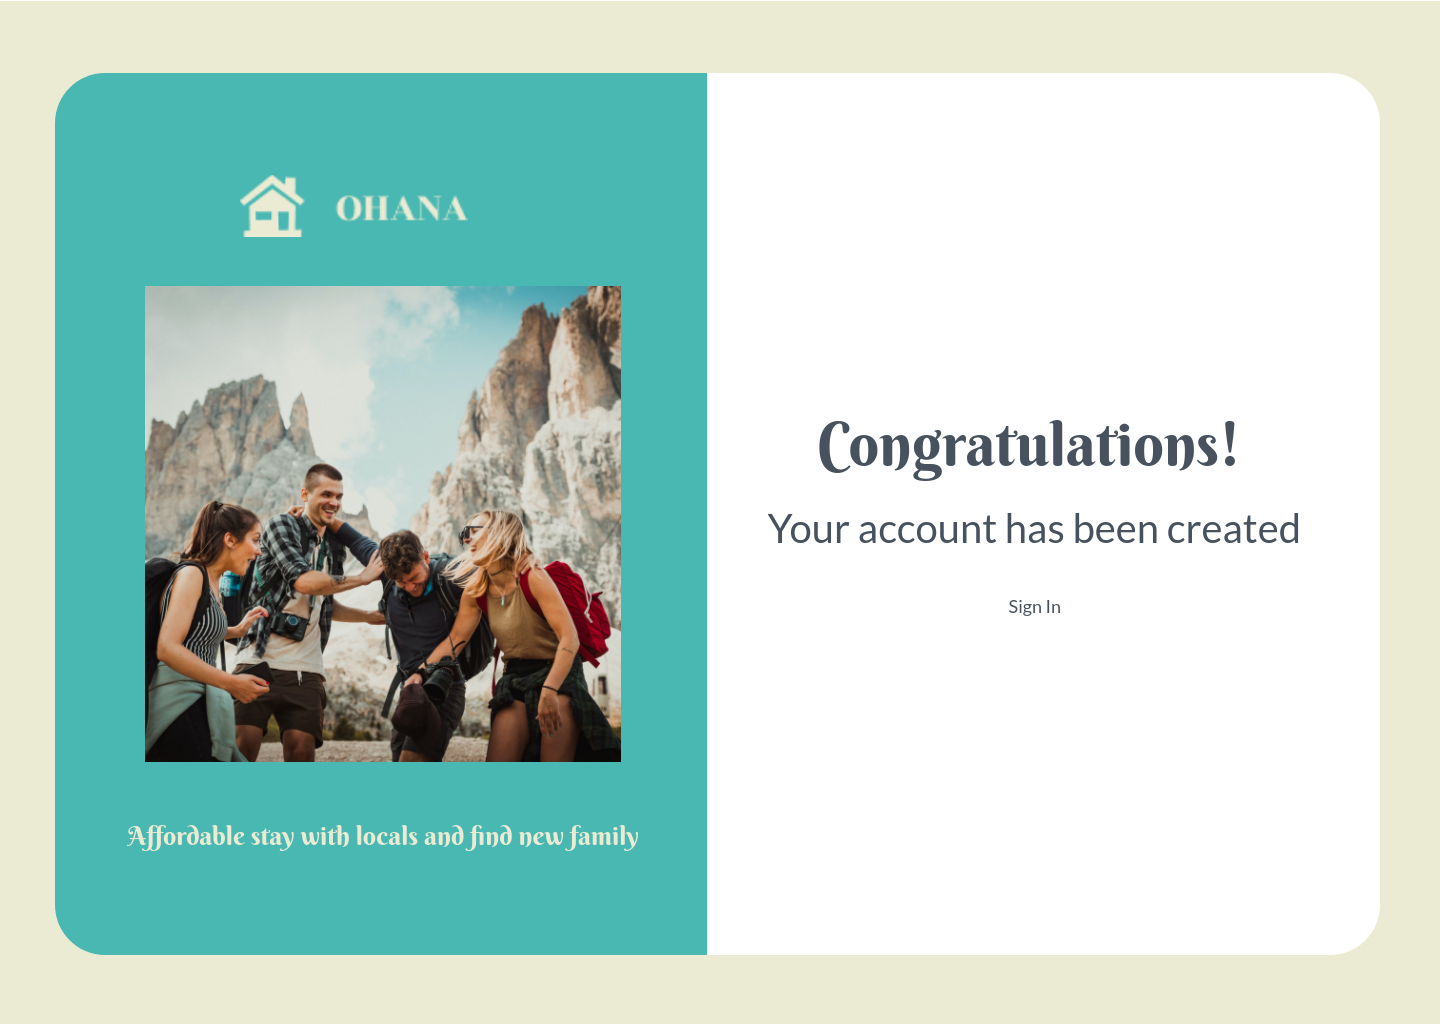 OHANA
Affordable stay with locals and find new family
Congratulations!
Your account has been created
Sign In